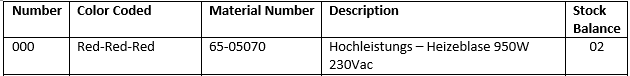 Number Color Coded Material Number Description Stock Balance
000 Red-Red-Red 65-05070 Hochleistungs – Heizeblase 950W 02
230Vac